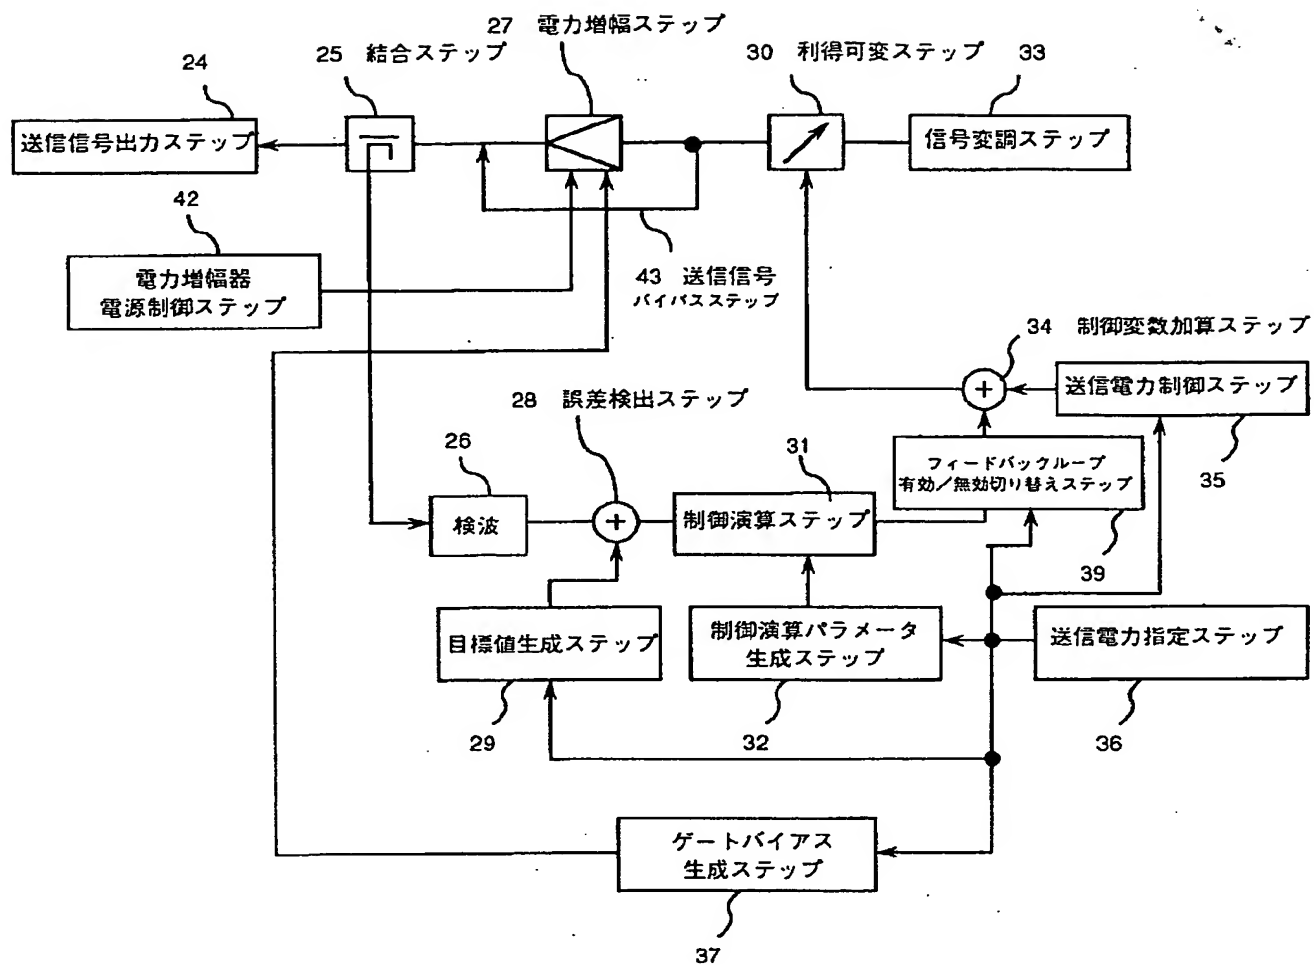 27 電力増幅ステップ
25 結合ステップ
30 利得可変ステップ
33
24
送信信号出力ステップ
信号変調ステップ
42
電力増幅器
電源制御ステップ
43 送信信号
バイパスステップ
34 制御変数加算ステップ
送信電力制御ステップ
28 誤差検出ステップ
35
26
31
フィードバックループ
有効/無効切り替えステップ
検波
制御演算ステップ
39
目標値生成ステップ
制御演算パラメータ
生成ステップ
送信電力指定ステップ
29
32
36
ゲートバイアス
生成ステップ
37